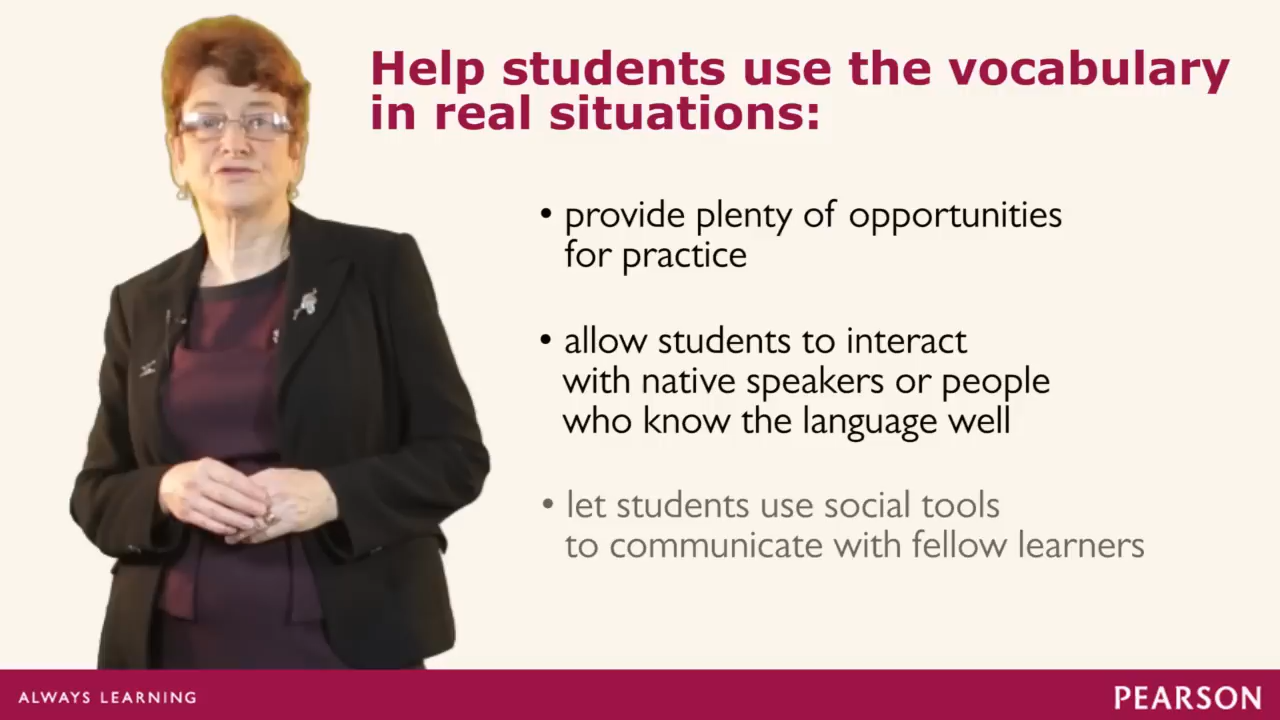 Help students use the vocabulary
in real situations:
• provide plenty of opportunities
for practice
• allow students to interact
with native speakers or people
who know the language well
• let students use social tools
to communicate with fellow learners
ALWAYS LEARNING
PEARSON